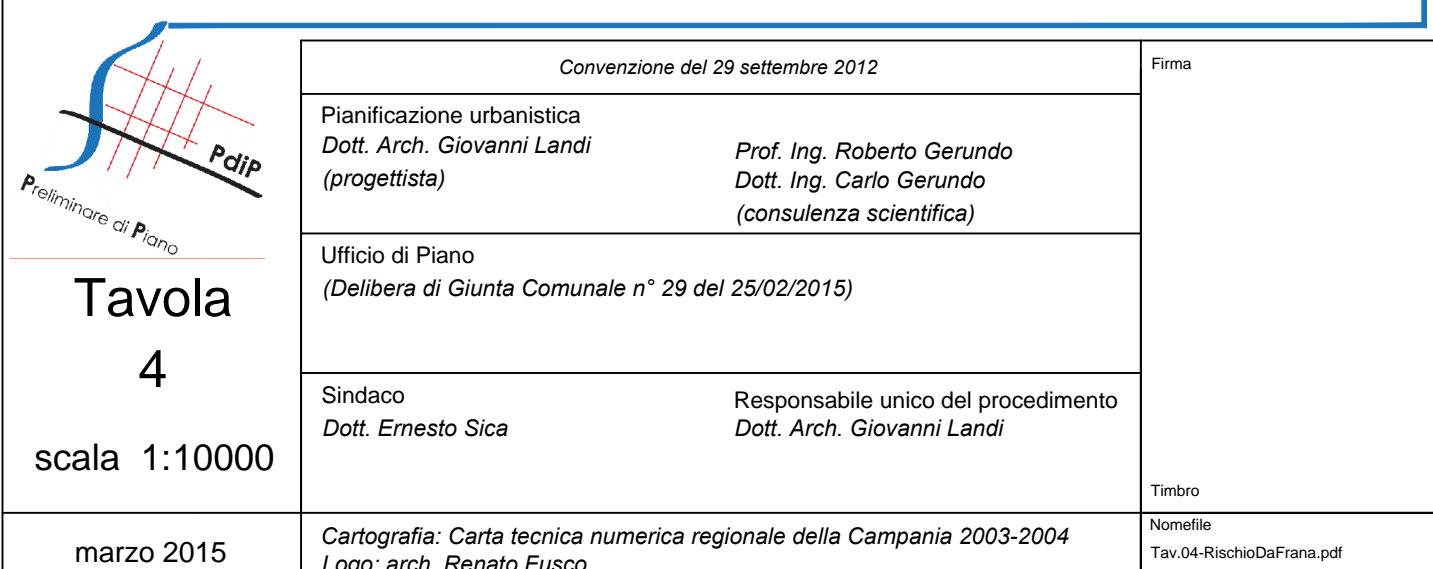 PdiP
Preliminare di Piano
Tavola
4
scala 1:10000
marzo 2015
Convenzione del 29 settembre 2012
Pianificazione urbanistica
Dott. Arch. Giovanni Landi
(progettista)
Prof. Ing. Roberto Gerundo
Dott. Ing. Carlo Gerundo
(consulenza scientifica)
Ufficio di Piano
(Delibera di Giunta Comunale n° 29 del 25/02/2015)
Sindaco
Dott. Ernesto Sica
Responsabile unico del procedimento
Dott. Arch. Giovanni Landi
Cartografia: Carta tecnica numerica regionale della Campania 2003-2004
Logo: arch. Renato Fusco
Firma
Timbro
Nomefile
Tav.04-RischioDaFrana.pdf